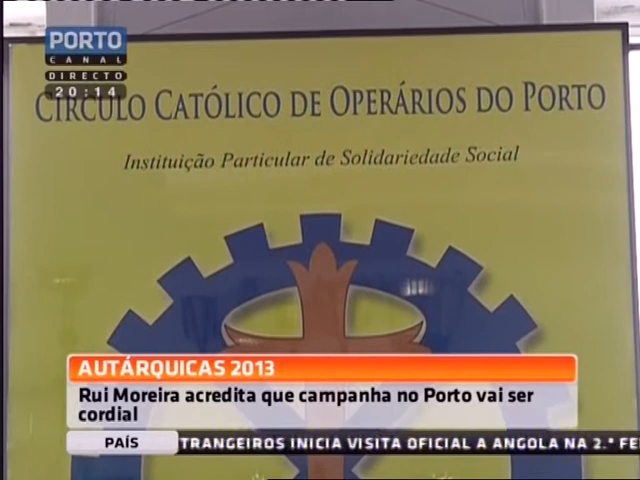 PORTO
CANAL
DIRECTO
20:14
CÍRCULO CATÓLICO DE OPERÁRIOS DO PORTO
Instituição Particular de Solidariedade Social
AUTÁRQUICAS 2013
Rui Moreira acredita que campanha no Porto vai ser
cordial
PAÍS
TRANGEIROS INICIA VISITA OFICIAL A ANGOLA NA 2.ª FE